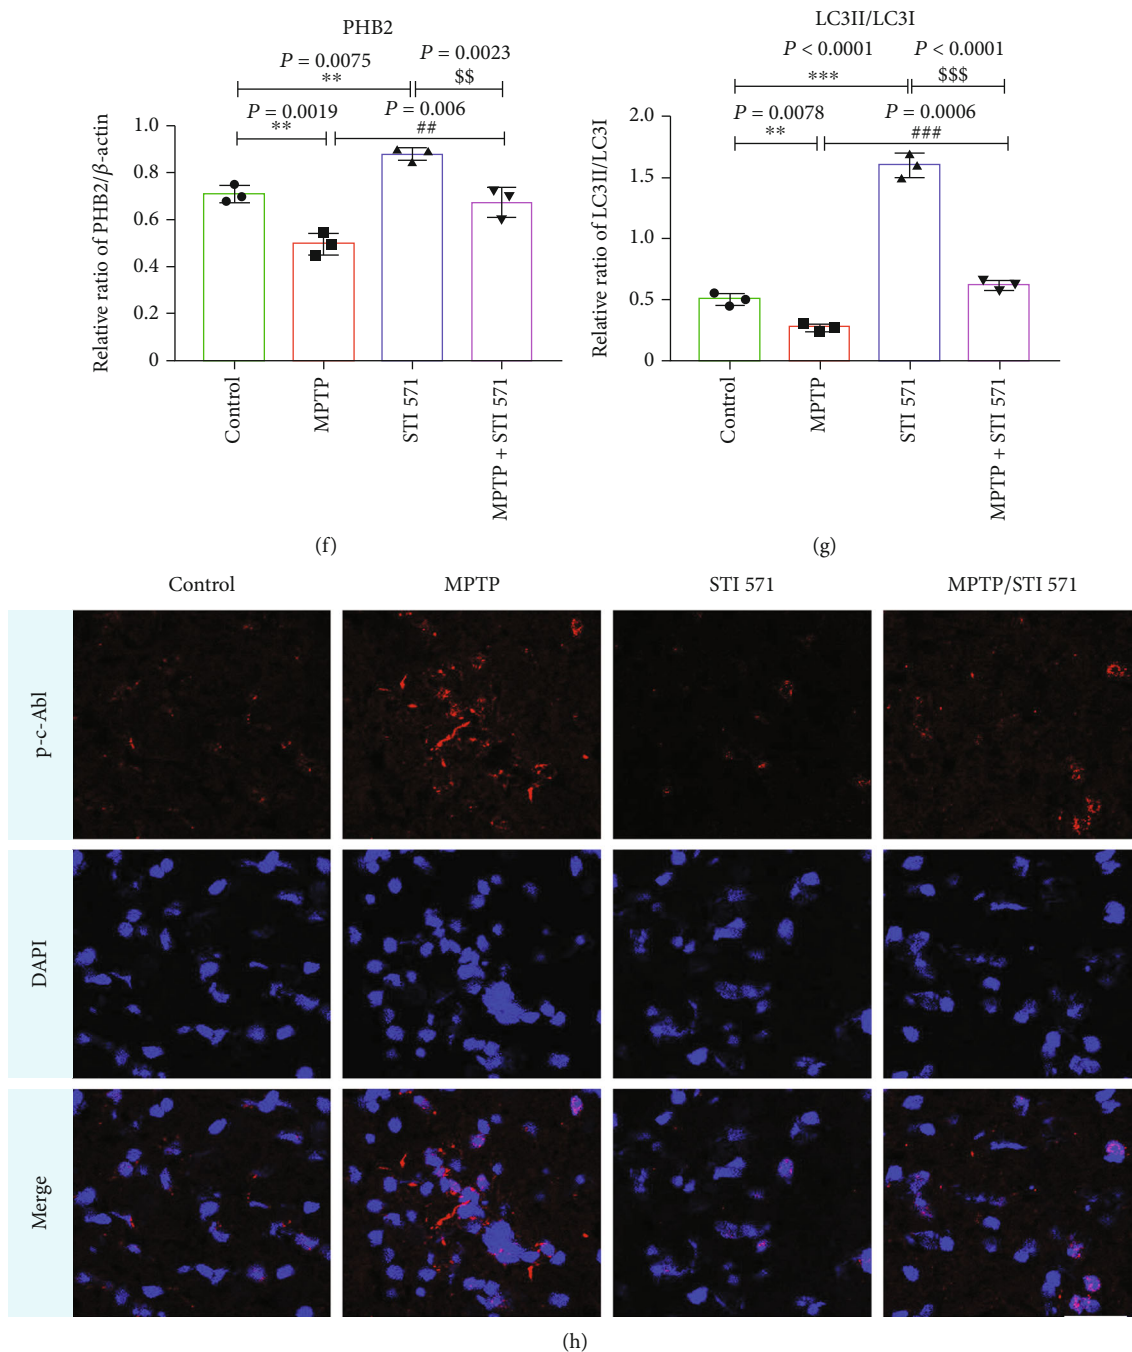 PHB2
P = 0.0075
P = 0.0023
**
$$
P = 0.0019
P = 0.006
**
##
Relative ratio of PHB2/β-actin
1.0
0.8
0.6
0.4
0.2
0
Control
MPTP
STI 571
MPTP + STI 571
(f)
LC3II/LC3I
P < 0.0001
P < 0.0001
***
$$$
P = 0.0078
P = 0.0006
**
###
Relative ratio of LC3II/LC3I
2.0
1.5
1.0
0.5
0
Control
MPTP
STI 571
MPTP + STI 571
(g)
Control
MPTP
STI 571
MPTP/STI 571
p-c-Abl
DAPI
Merge
(h)